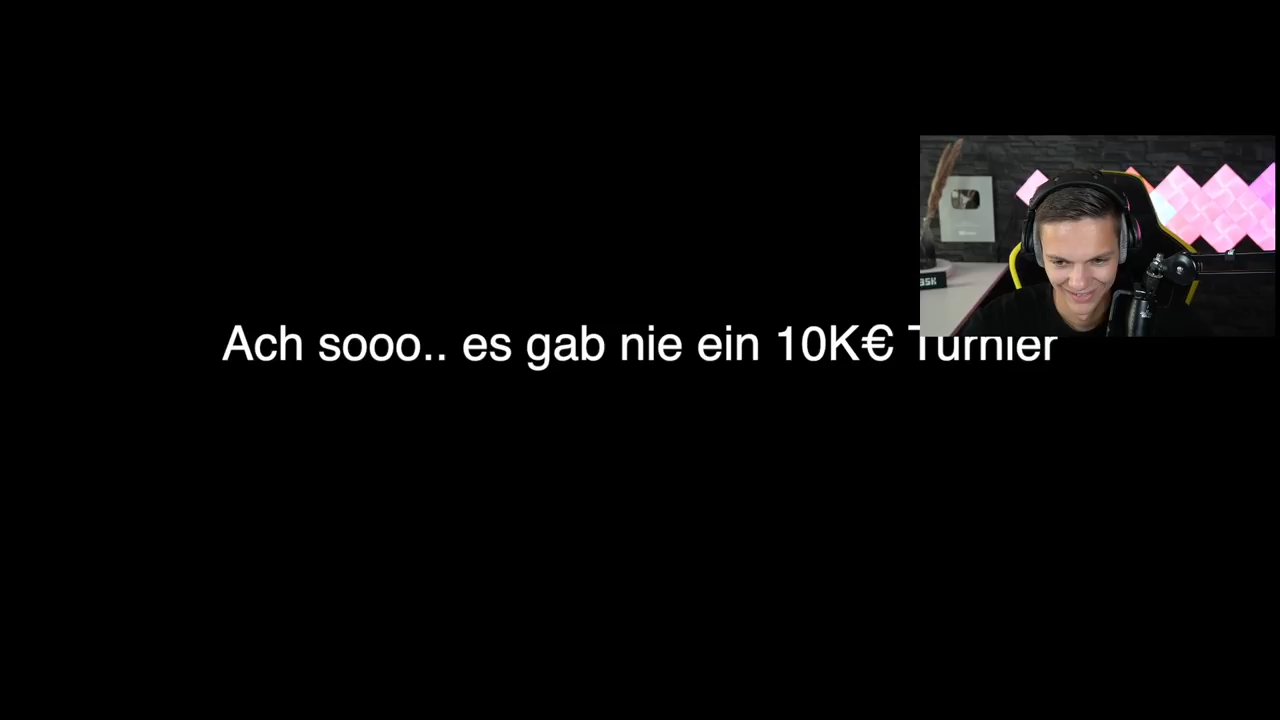 Ach sooo.. es gab nie ein 10K€ Turnier